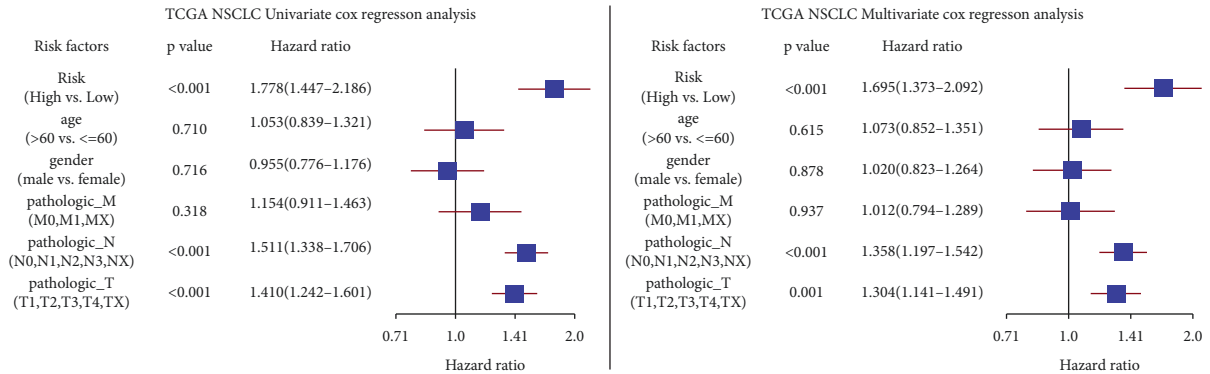 TCGA NSCLC Univariate cox regresson analysis
Risk factors p value Hazard ratio
Risk
(High vs. Low) <0.001 1.778(1.447–2.186)
age
(>60 vs. <=60) 0.710 1.053(0.839–1.321)
gender
(male vs. female) 0.716 0.955(0.776–1.176)
pathologic_M
(M0,M1,MX) 0.318 1.154(0.911–1.463)
pathologic_N
(N0,N1,N2,N3,NX) <0.001 1.511(1.338–1.706)
pathologic_T
(T1,T2,T3,T4,TX) <0.001 1.410(1.242–1.601)
0.71 1.0 1.41 2.0
Hazard ratio
TCGA NSCLC Multivariate cox regresson analysis
Risk factors p value Hazard ratio
Risk
(High vs. Low) <0.001 1.695(1.373–2.092)
age
(>60 vs. <=60) 0.615 1.073(0.852–1.351)
gender
(male vs. female) 0.878 1.020(0.823–1.264)
pathologic_M
(M0,M1,MX) 0.937 1.012(0.794–1.289)
pathologic_N
(N0,N1,N2,N3,NX) <0.001 1.358(1.197–1.542)
pathologic_T
(T1,T2,T3,T4,TX) 0.001 1.304(1.141–1.491)
0.71 1.0 1.41 2.0
Hazard ratio